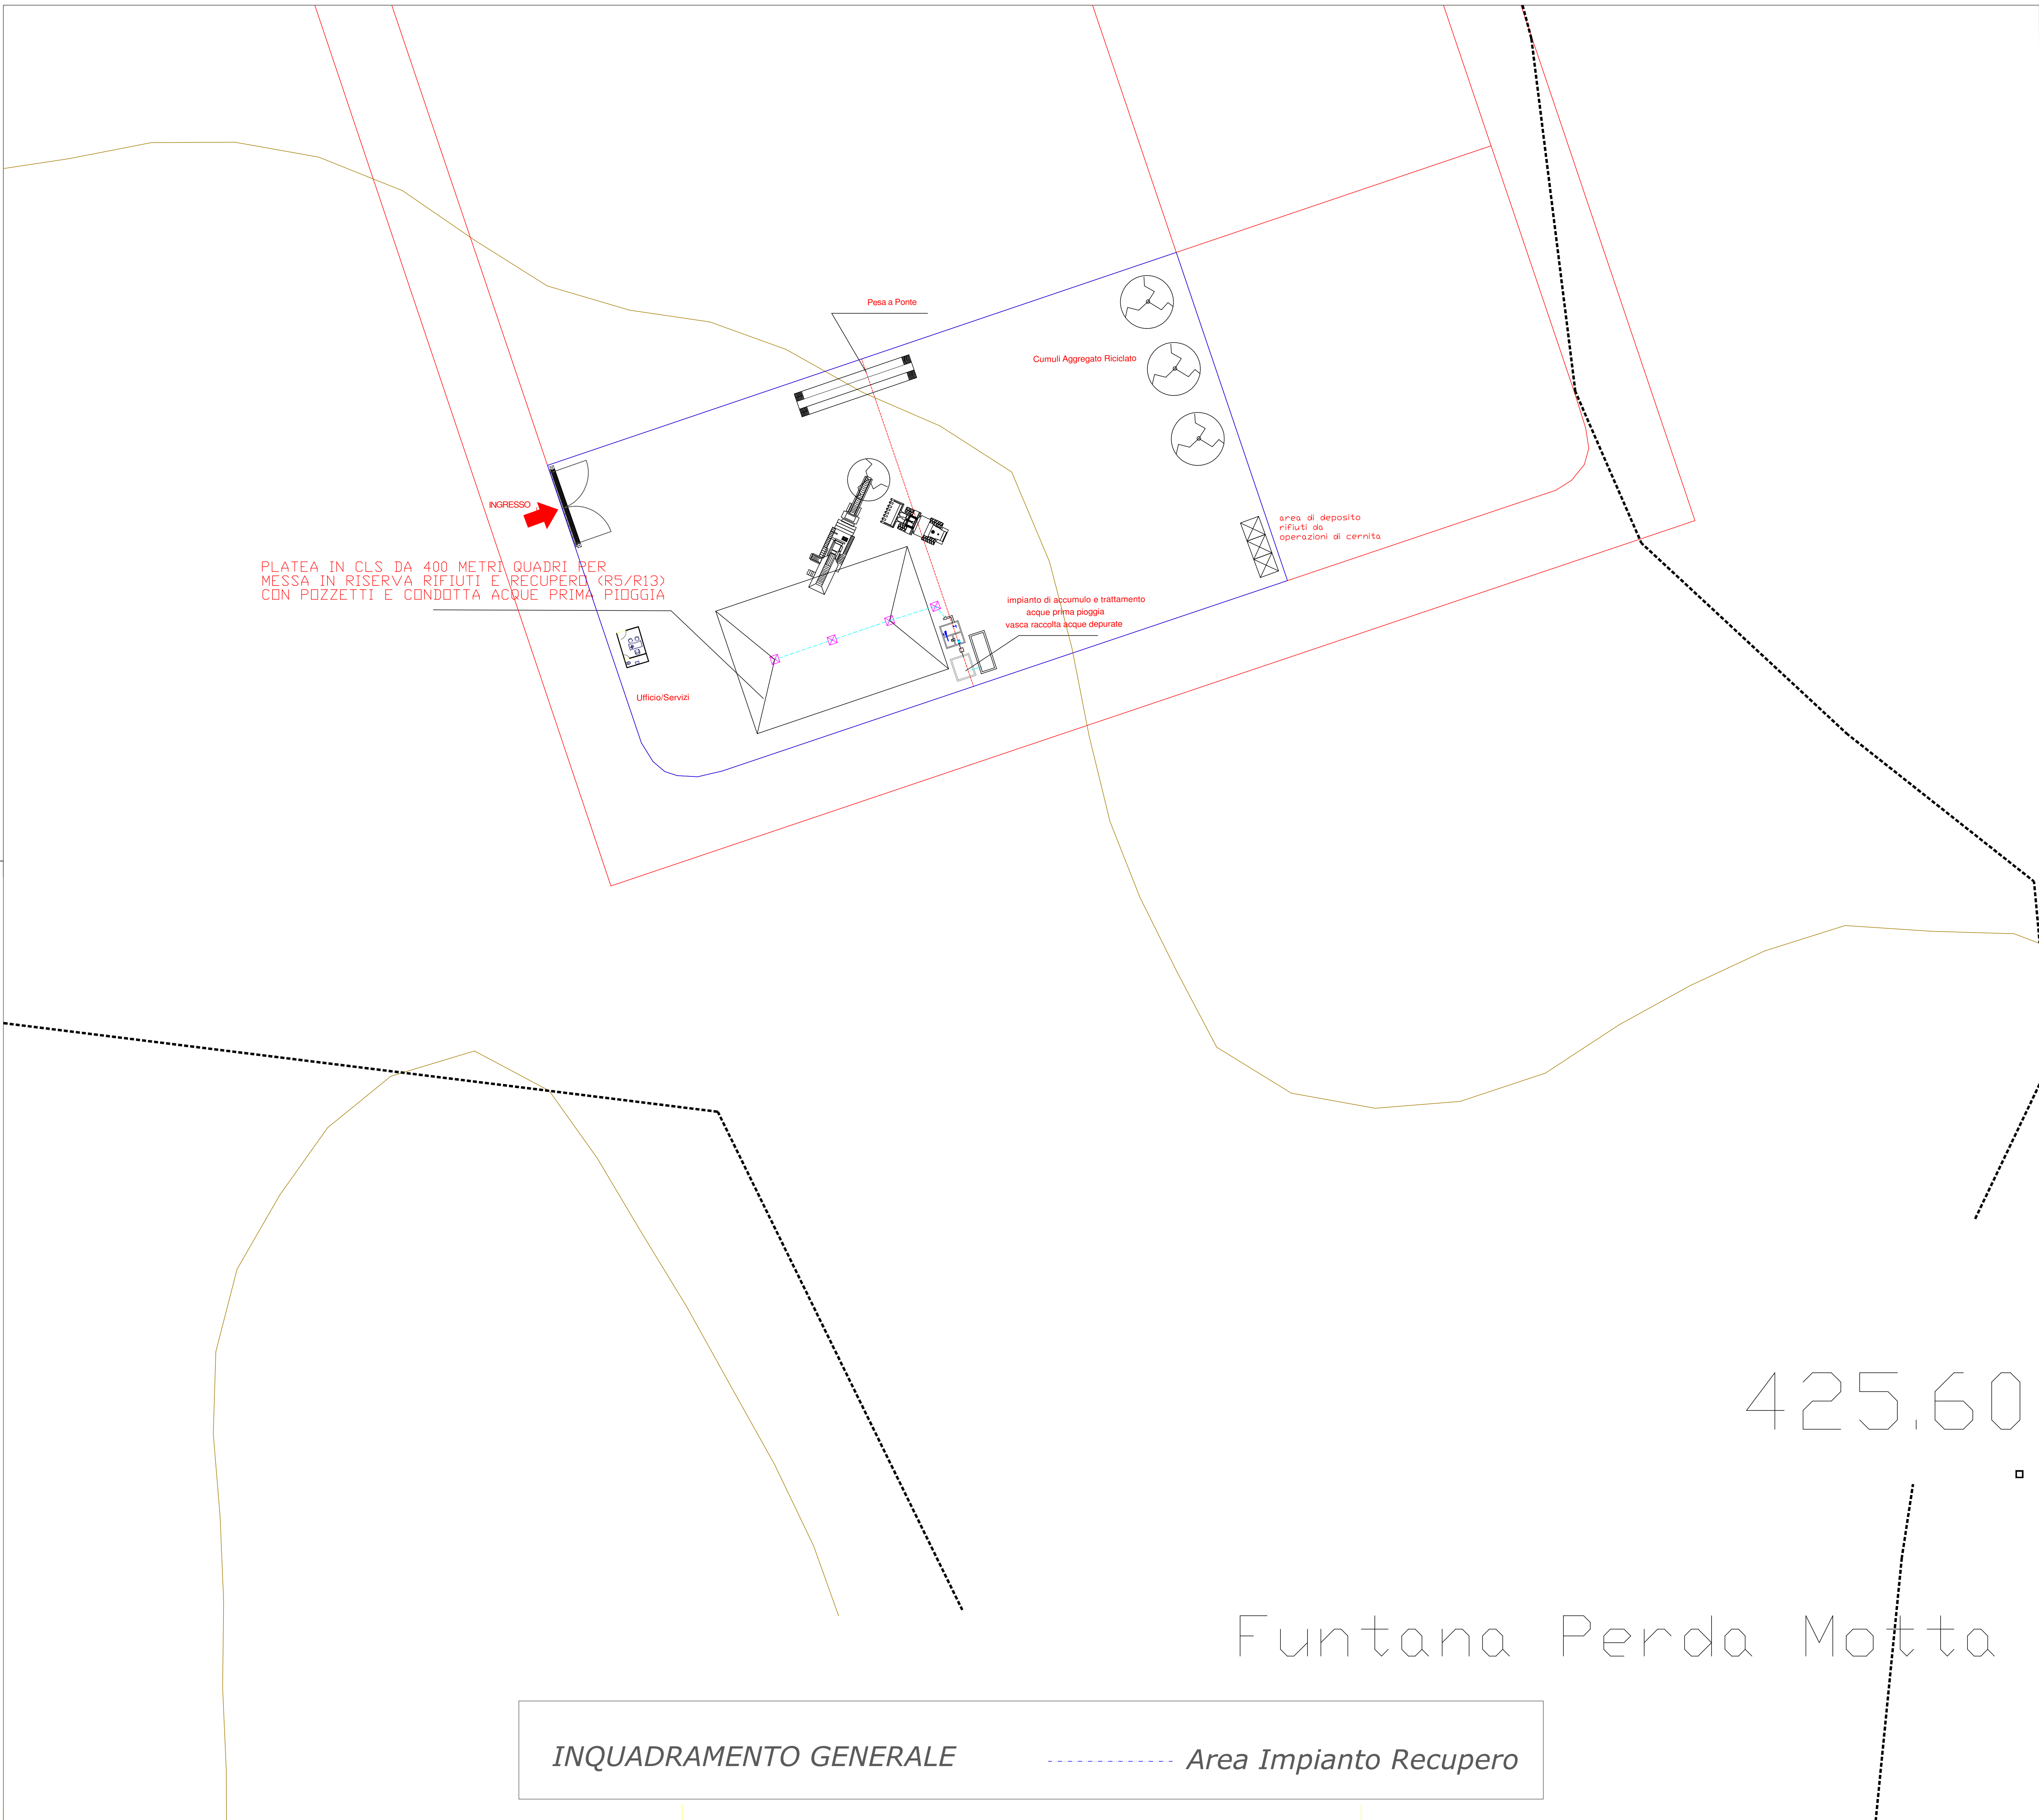 Pesa a Ponte
Cumuli Aggregato Riciclato
INGRESSO
area di deposito
rifiuti da
operazioni di cernita
PLATEA IN CLS DA 400 METRI QUADRI PER
MESSA IN RISERVA RIFIUTI E RECUPERO (R5/R13)
CON POZZETTI E CONDOTTA ACQUE PRIMA PIOGGIA
impianto di accumulo e trattamento
acque prima pioggia
vasca raccolta acque depurate
Ufficio/Servizi
425.60
Funtana Perda Motta
INQUADRAMENTO GENERALE
Area Impianto Recupero